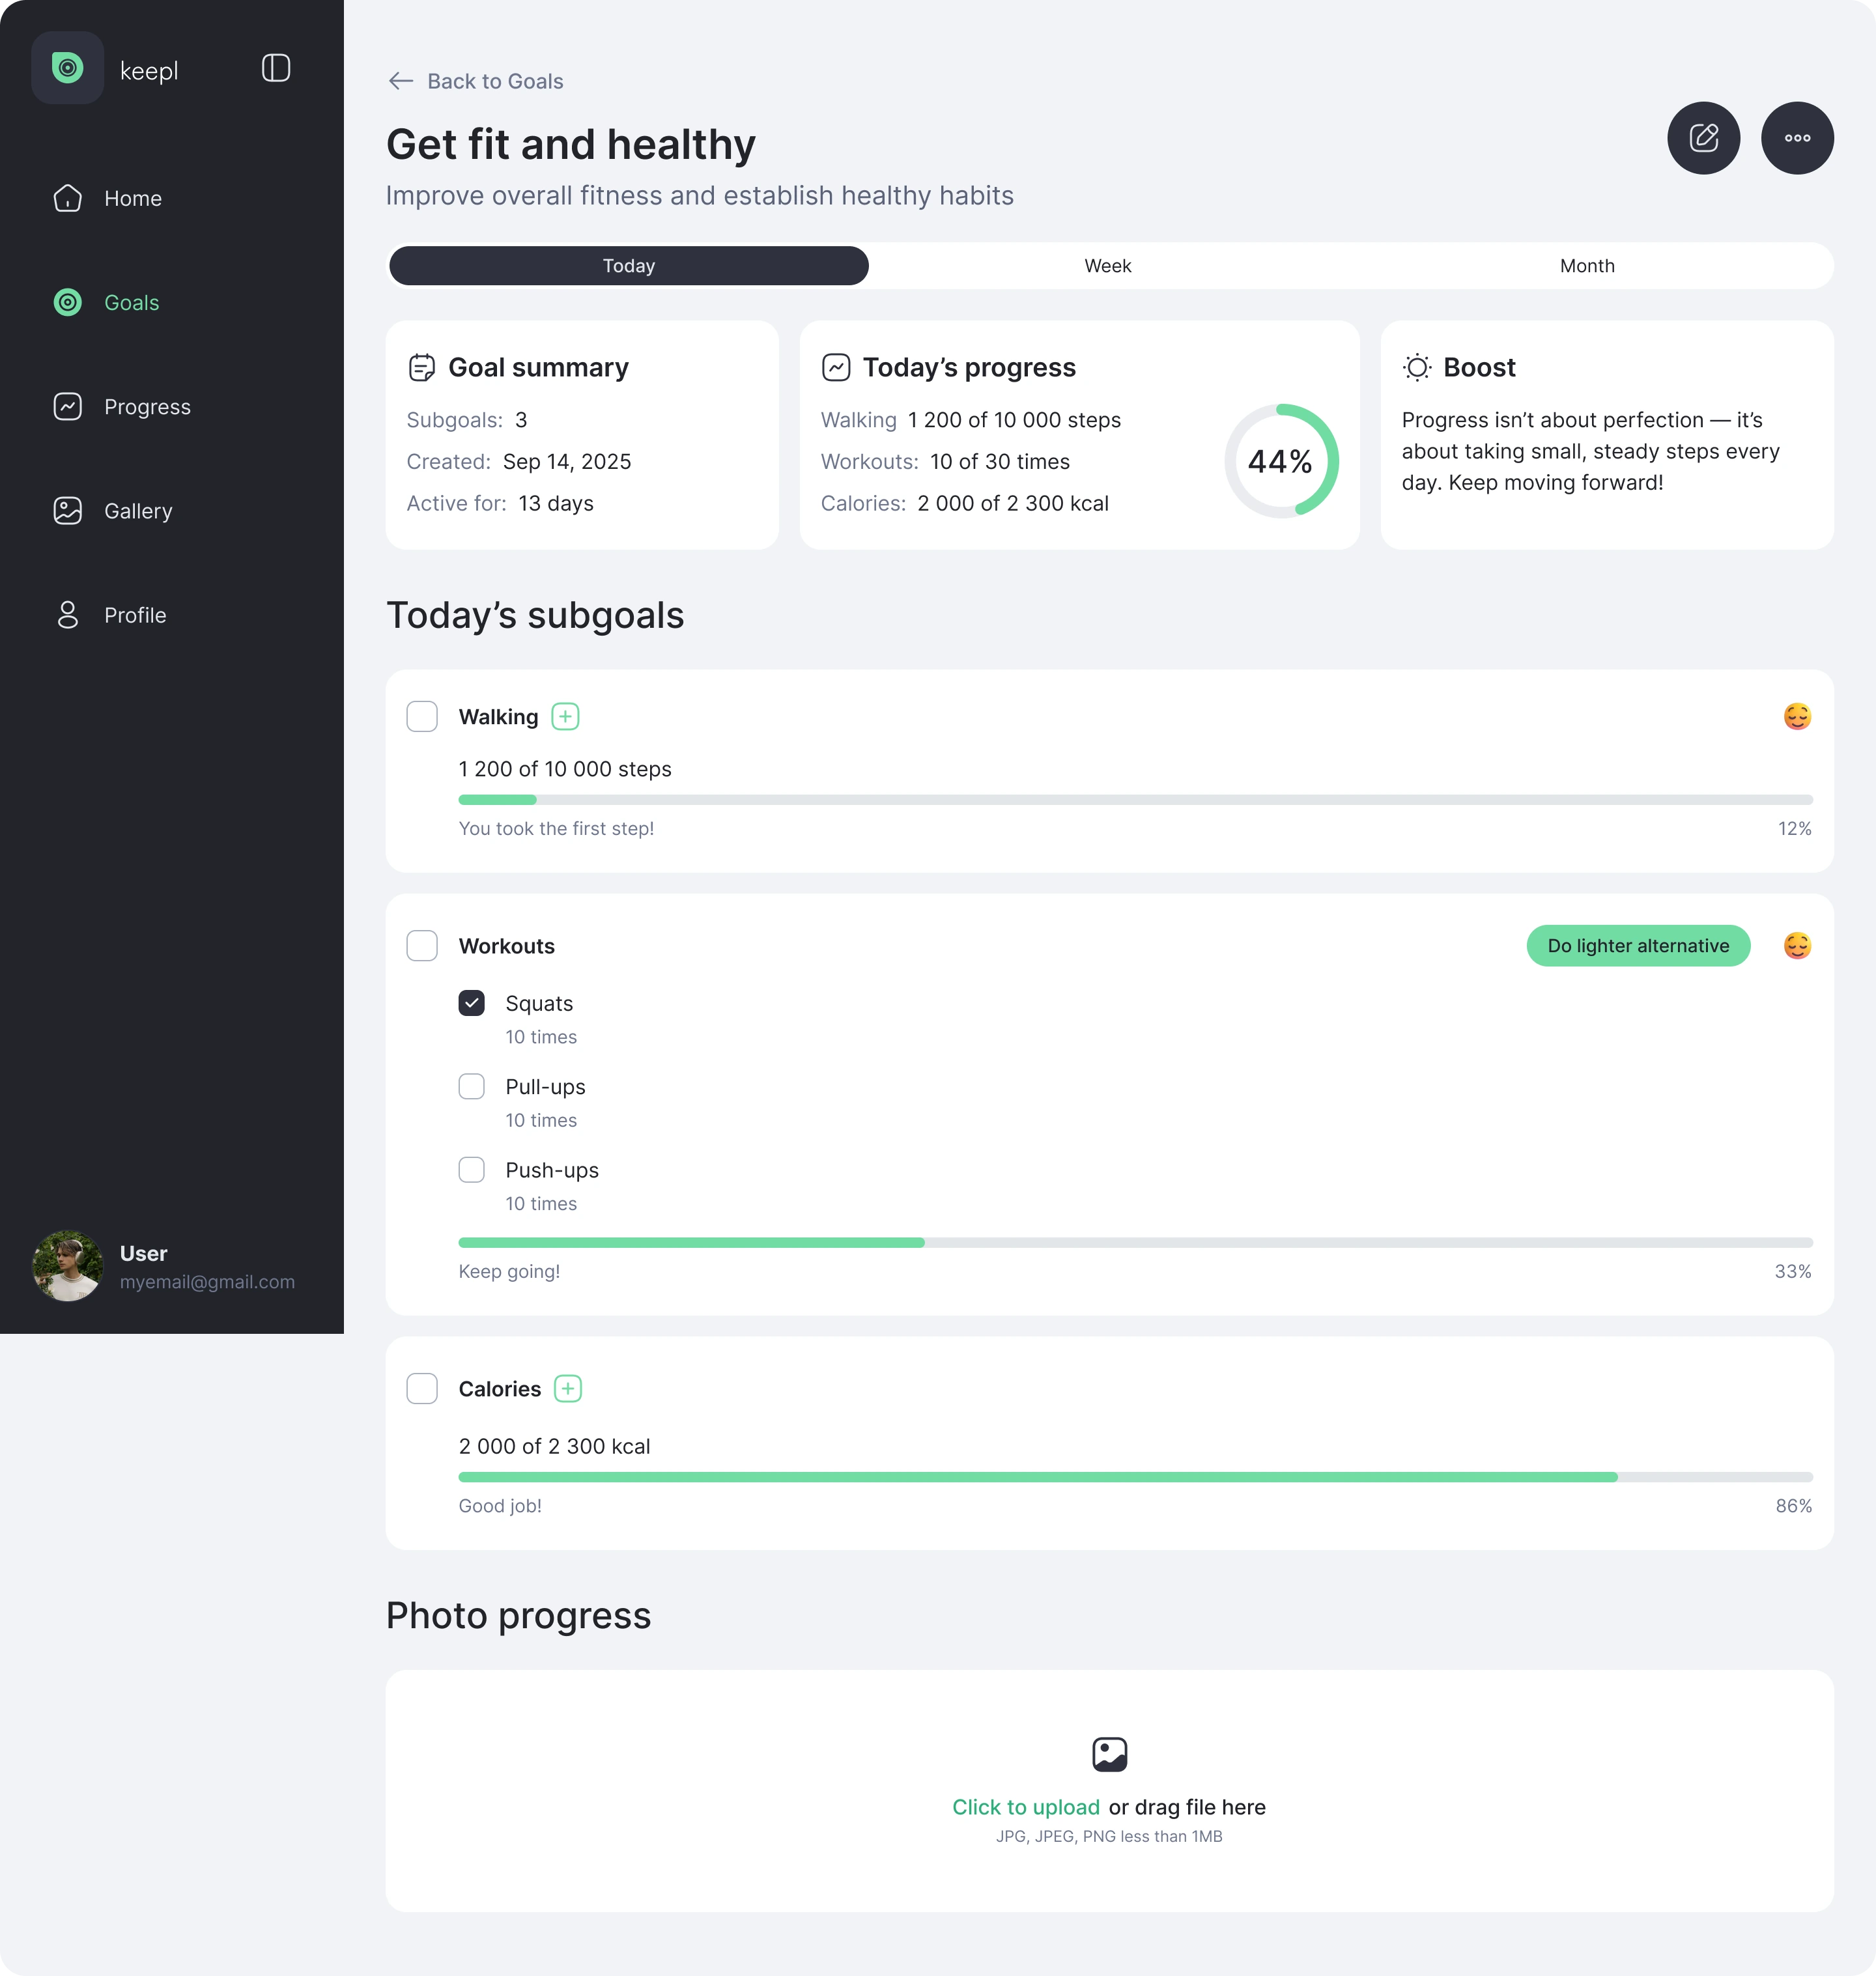 keepl
Home
Goals
Progress
Gallery
Profile
User
myemail@gmail.com
Back to Goals
Get fit and healthy
Improve overall fitness and establish healthy habits
Today
Week
Month
Goal summary
Subgoals: 3
Created: Sep 14, 2025
Active for: 13 days
Today’s progress
Walking 1 200 of 10 000 steps
Workouts: 10 of 30 times
Calories: 2 000 of 2 300 kcal
44%
Boost
Progress isn’t about perfection — it’s
about taking small, steady steps every
day. Keep moving forward!
Today’s subgoals
Walking
1 200 of 10 000 steps
You took the first step!
12%
Workouts
Do lighter alternative
Squats
10 times
Pull-ups
10 times
Push-ups
10 times
Keep going!
33%
Calories
2 000 of 2 300 kcal
Good job!
86%
Photo progress
Click to upload or drag file here
JPG, JPEG, PNG less than 1MB